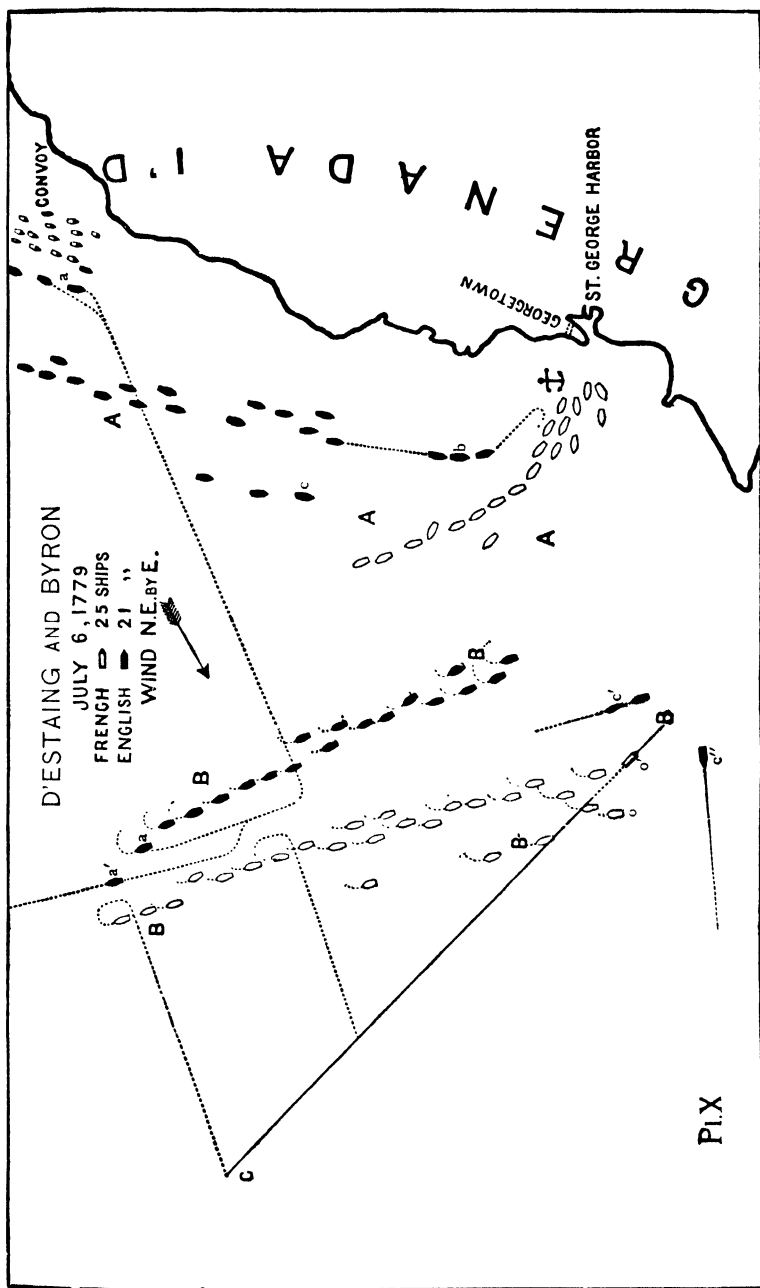 D'ESTAING AND BYRON
JULY 6, 1779
FRENCH 25 SHIPS
ENGLISH 21 ,,
WIND N.E. BY E.
GRENADA I'D
CONVOY
GEORGETOWN
ST. GEORGE HARBOR
a
A
b
c
A
A
B
a
a'
B
B'
c'
B'
o
B'
c''
C
Pl.X